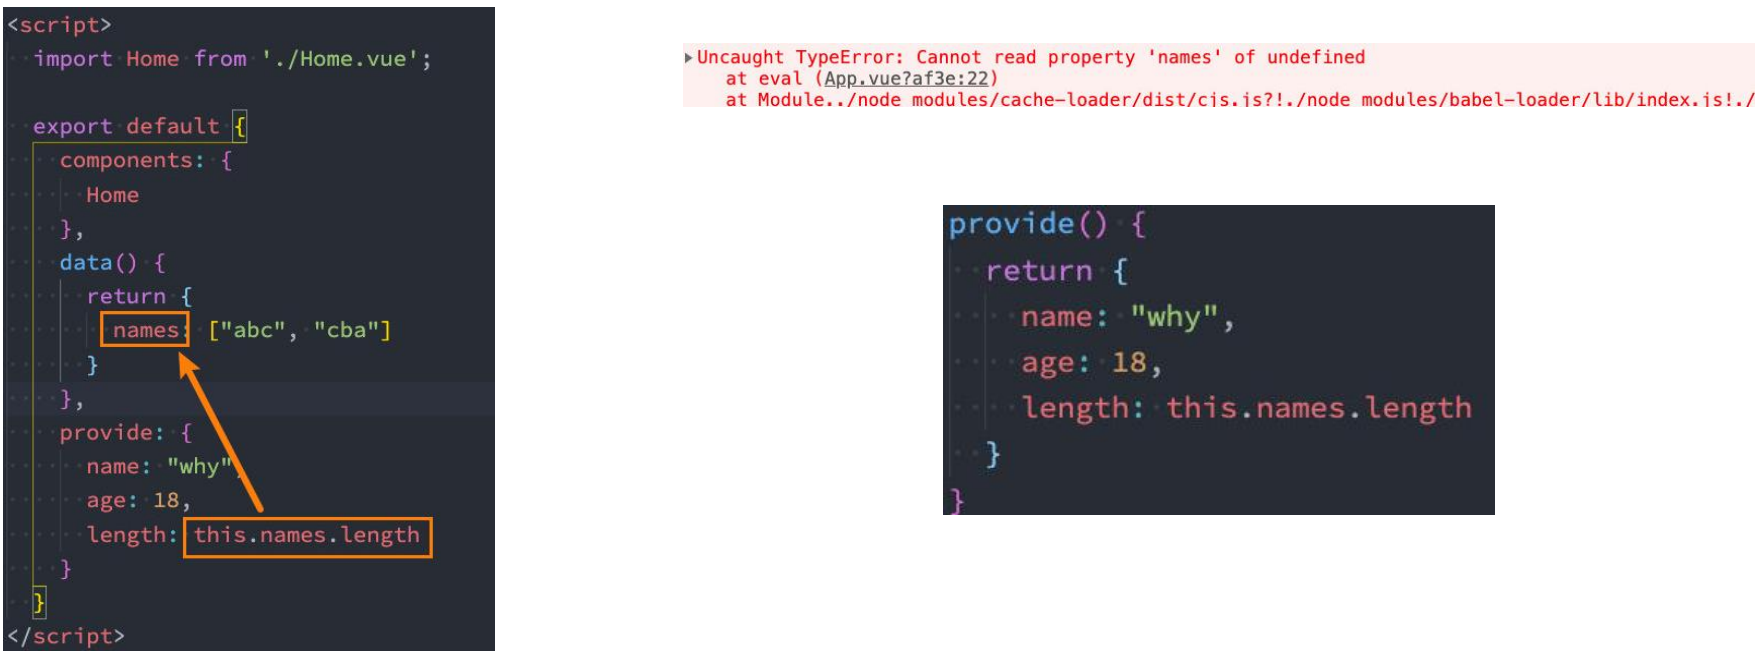 <script>
import Home from './Home.vue';
export default {
components: {
Home
},
data() {
return {
names: ["abc", "cba"]
}
},
provide: {
name: "why",
age: 18,
length: this.names.length
}
}
</script>
Uncaught TypeError: Cannot read property 'names' of undefined
at eval (App.vue?af3e:22)
at Module../node_modules/cache-loader/dist/cjs.js?!./node_modules/babel-loader/lib/index.js!./
provide() {
return {
name: "why",
age: 18,
length: this.names.length
}
}